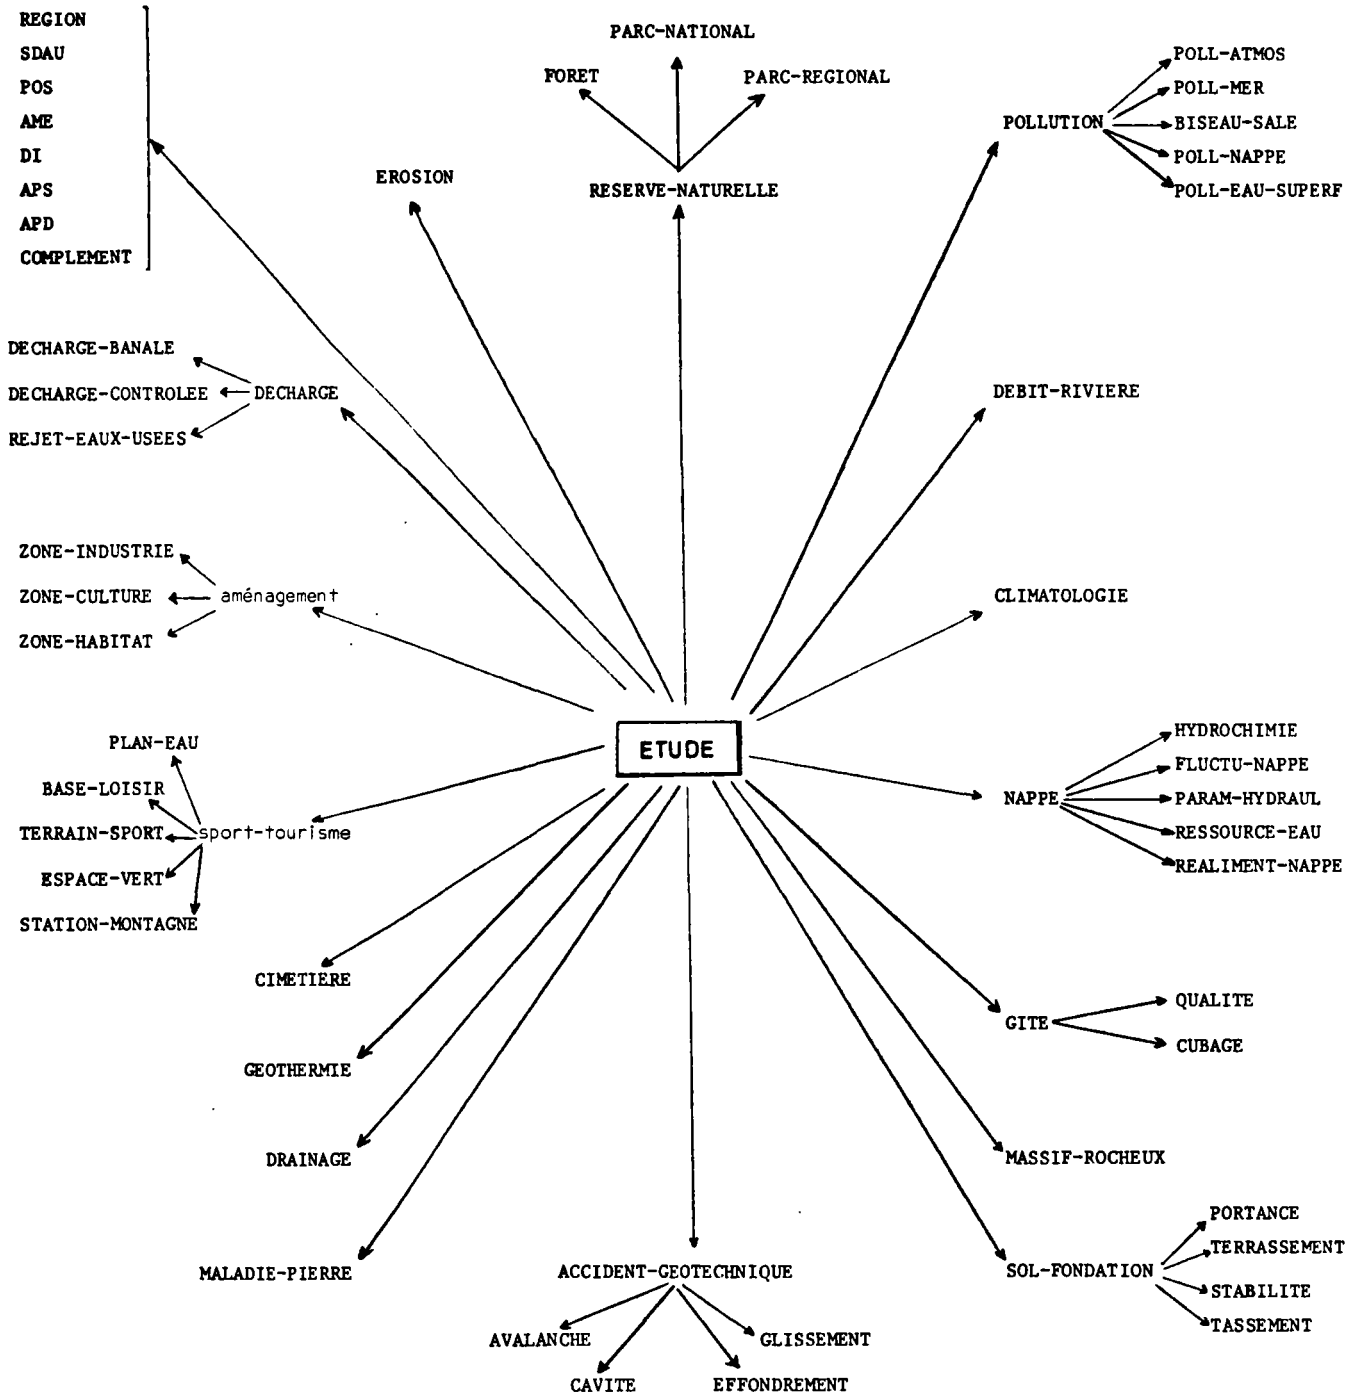 REGION
SDAU
POS
AME
DI
APS
APD
COMPLEMENT
EROSION
PARC-NATIONAL
FORET
PARC-REGIONAL
RESERVE-NATURELLE
POLLUTION
POLL-ATMOS
POLL-MER
BISEAU-SALE
POLL-NAPPE
POLL-EAU-SUPERF
DECHARGE-BANALE
DECHARGE-CONTROLEE
REJET-EAUX-USEES
DECHARGE
DEBIT-RIVIERE
ZONE-INDUSTRIE
ZONE-CULTURE
ZONE-HABITAT
aménagement
CLIMATOLOGIE
ETUDE
PLAN-EAU
BASE-LOISIR
TERRAIN-SPORT
ESPACE-VERT
STATION-MONTAGNE
sport-tourisme
NAPPE
HYDROCHIMIE
FLUCTU-NAPPE
PARAM-HYDRAUL
RESSOURCE-EAU
REALIMENT-NAPPE
CIMETIERE
GITE
QUALITE
CUBAGE
GEOTHERMIE
DRAINAGE
MASSIF-ROCHEUX
MALADIE-PIERRE
ACCIDENT-GEOTECHNIQUE
AVALANCHE
GLISSEMENT
CAVITE
EFFONDREMENT
SOL-FONDATION
PORTANCE
TERRASSEMENT
STABILITE
TASSEMENT